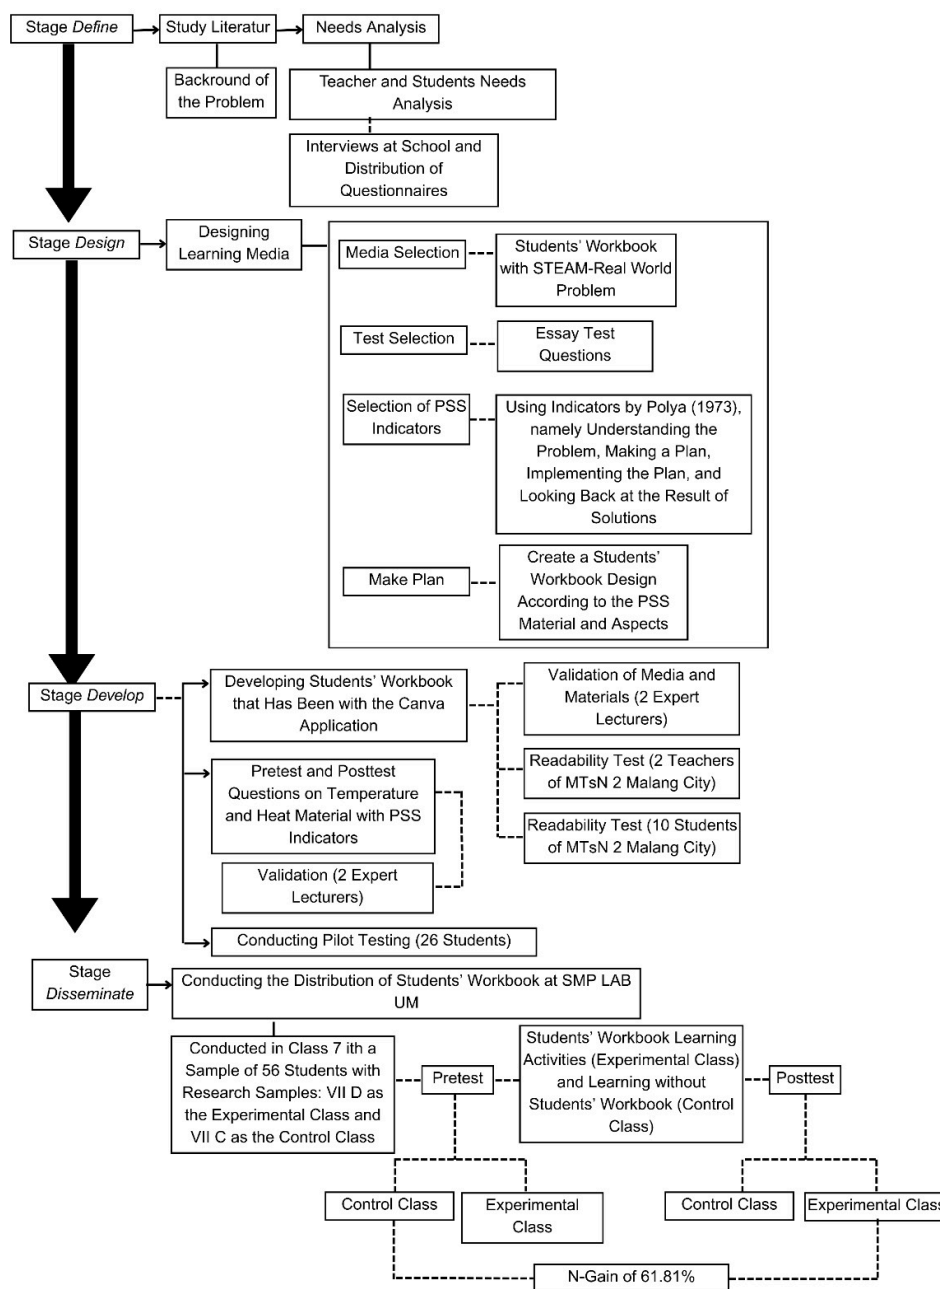 Stage Define
Study Literatur
Needs Analysis
Backround of
the Problem
Teacher and Students Needs
Analysis
Interviews at School and
Distribution of
Questionnaires
Stage Design
Designing
Learning Media
Media Selection
Students' Workbook
with STEAM-Real World
Problem
Test Selection
Essay Test
Questions
Selection of PSS
Indicators
Using Indicators by Polya (1973),
namely Understanding the
Problem, Making a Plan,
Implementing the Plan, and
Looking Back at the Result of
Solutions
Make Plan
Create a Students'
Workbook Design
According to the PSS
Material and Aspects
Stage Develop
Developing Students' Workbook
that Has Been with the Canva
Application
Validation of Media and
Materials (2 Expert
Lecturers)
Readability Test (2 Teachers
of MTsN 2 Malang City)
Readability Test (10 Students
of MTsN 2 Malang City)
Pretest and Posttest
Questions on Temperature
and Heat Material with PSS
Indicators
Validation (2 Expert
Lecturers)
Conducting Pilot Testing (26 Students)
Stage
Disseminate
Conducting the Distribution of Students' Workbook at SMP LAB
UM
Conducted in Class 7 ith a
Sample of 56 Students with
Research Samples: VII D as
the Experimental Class and
VII C as the Control Class
Pretest
Students' Workbook Learning
Activities (Experimental Class)
and Learning without
Students' Workbook (Control
Class)
Posttest
Control Class
Experimental
Class
Control Class
Experimental Class
N-Gain of 61.81%